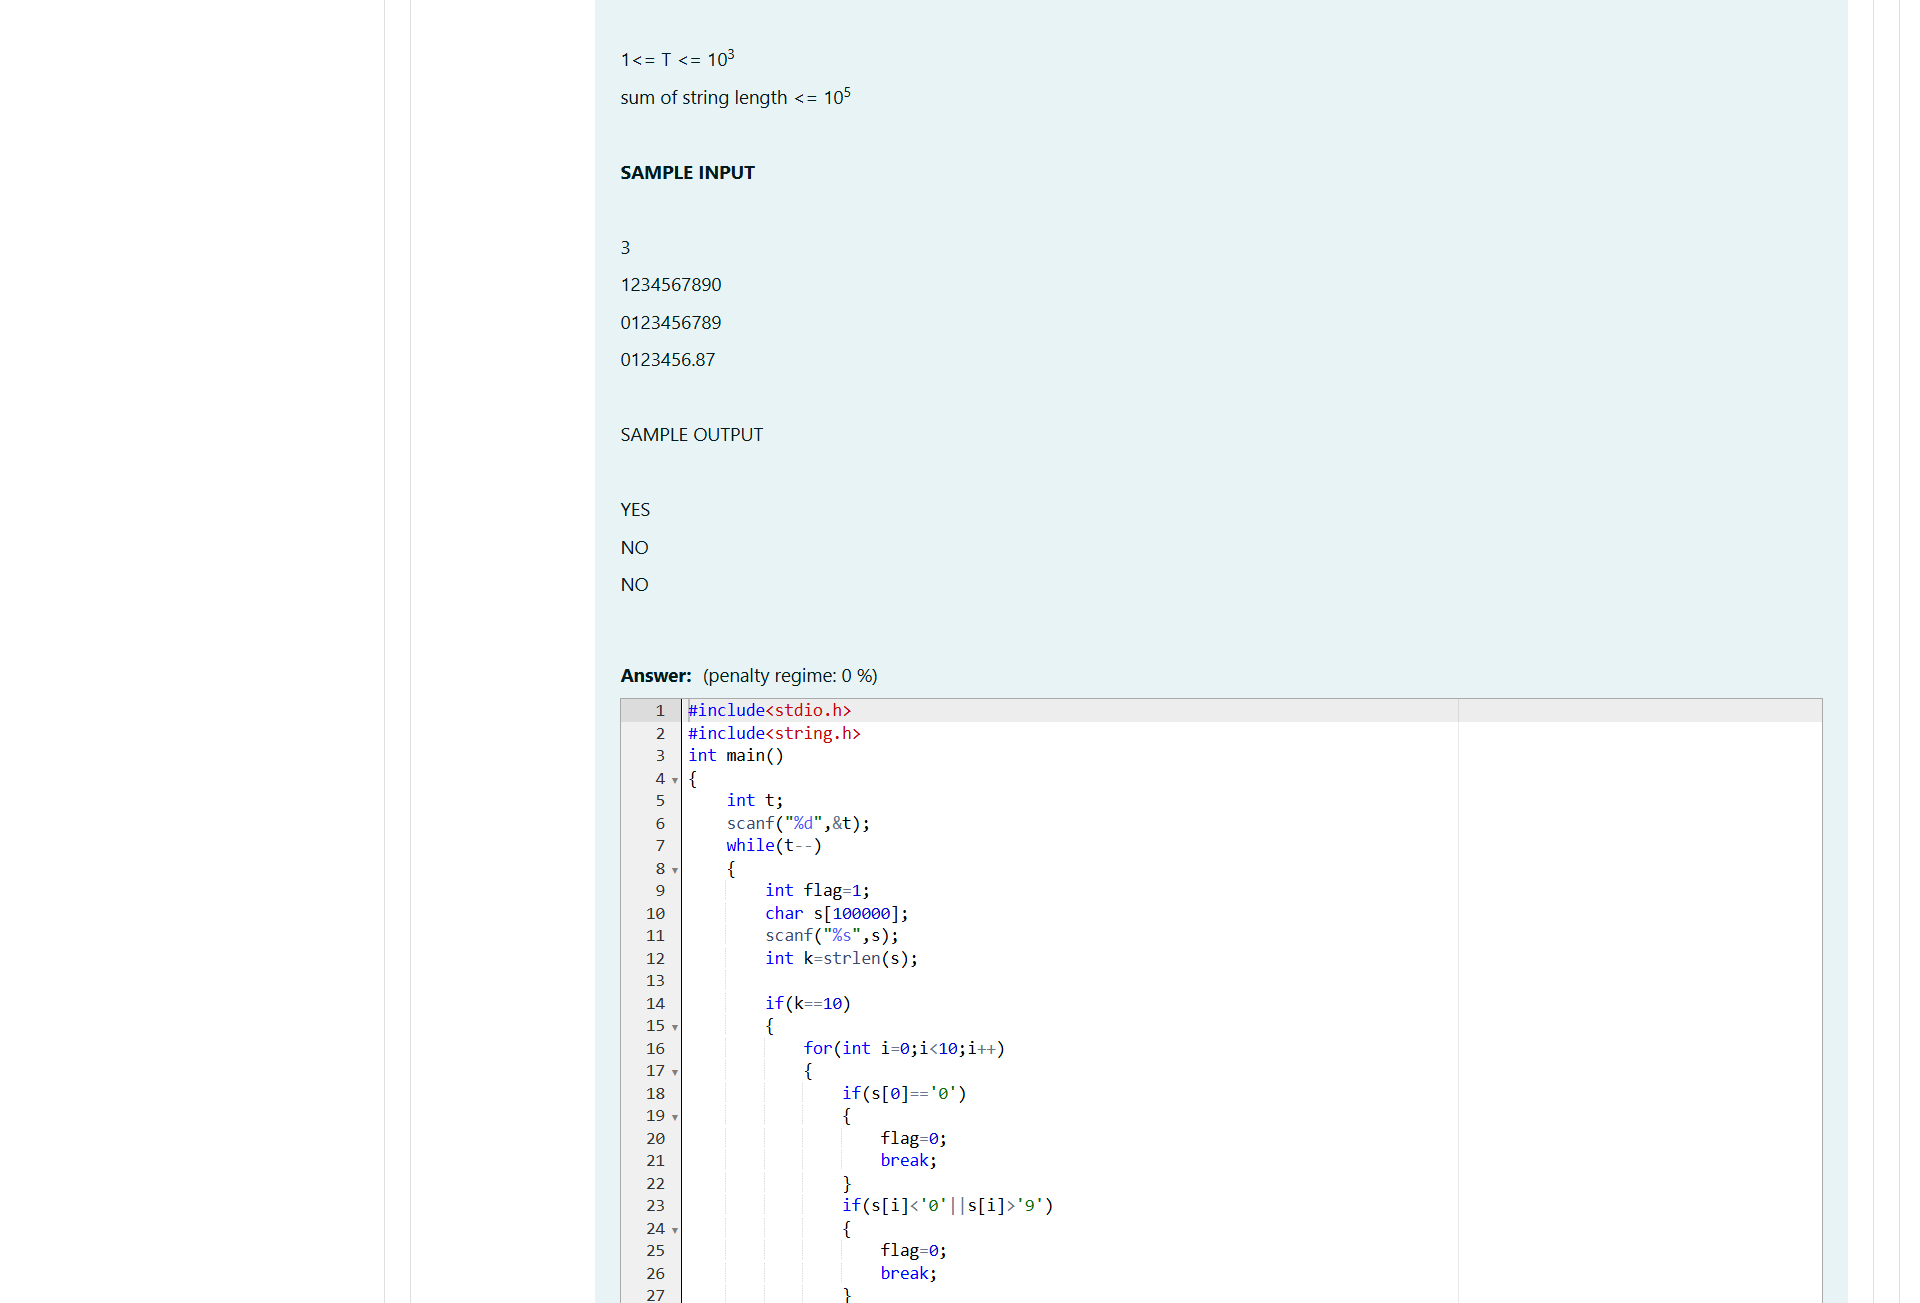 1<= T <= 10³
sum of string length <= 10⁵
SAMPLE INPUT
3
1234567890
0123456789
0123456.87
SAMPLE OUTPUT
YES
NO
NO
Answer: (penalty regime: 0 %)
1 #include<stdio.h>
2 #include<string.h>
3 int main()
4 {
5     int t;
6     scanf("%d",&t);
7     while(t--)
8     {
9         int flag=1;
10         char s[100000];
11         scanf("%s",s);
12         int k=strlen(s);
13
14         if(k==10)
15         {
16             for(int i=0;i<10;i++)
17             {
18                 if(s[0]=='0')
19                 {
20                     flag=0;
21                     break;
22                 }
23                 if(s[i]<'0'||s[i]>'9')
24                 {
25                     flag=0;
26                     break;
27                 }